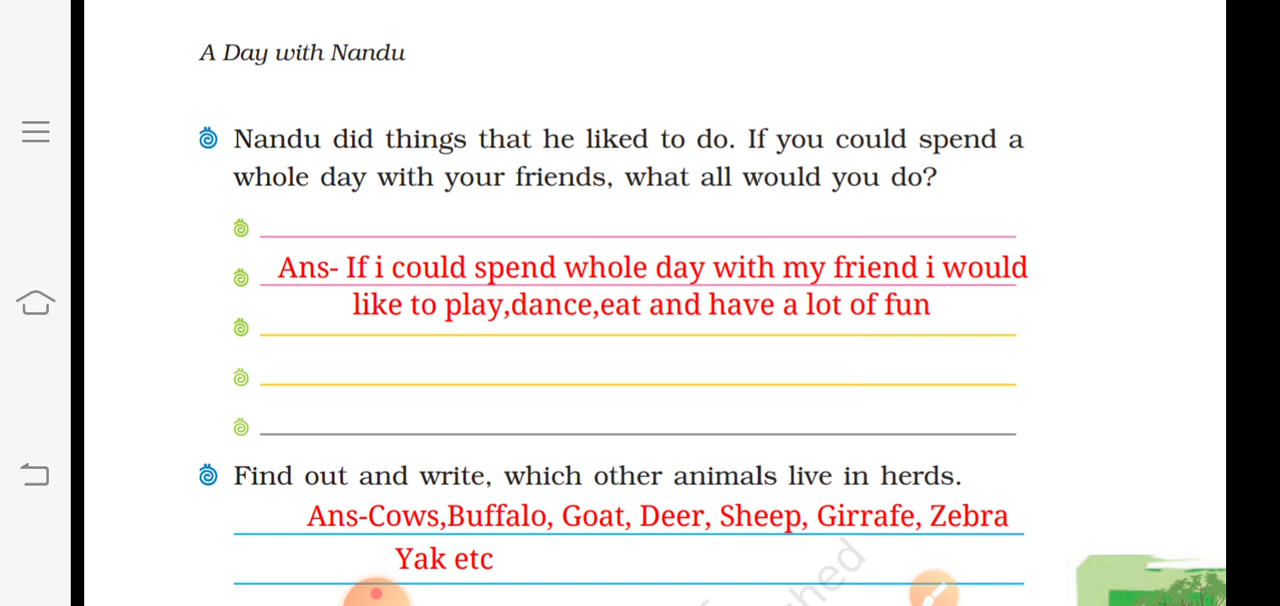 A Day with Nandu
Nandu did things that he liked to do. If you could spend a
whole day with your friends, what all would you do?
Ans- If i could spend whole day with my friend i would
like to play,dance,eat and have a lot of fun
Find out and write, which other animals live in herds.
Ans-Cows,Buffalo, Goat, Deer, Sheep, Girrafe, Zebra
Yak etc